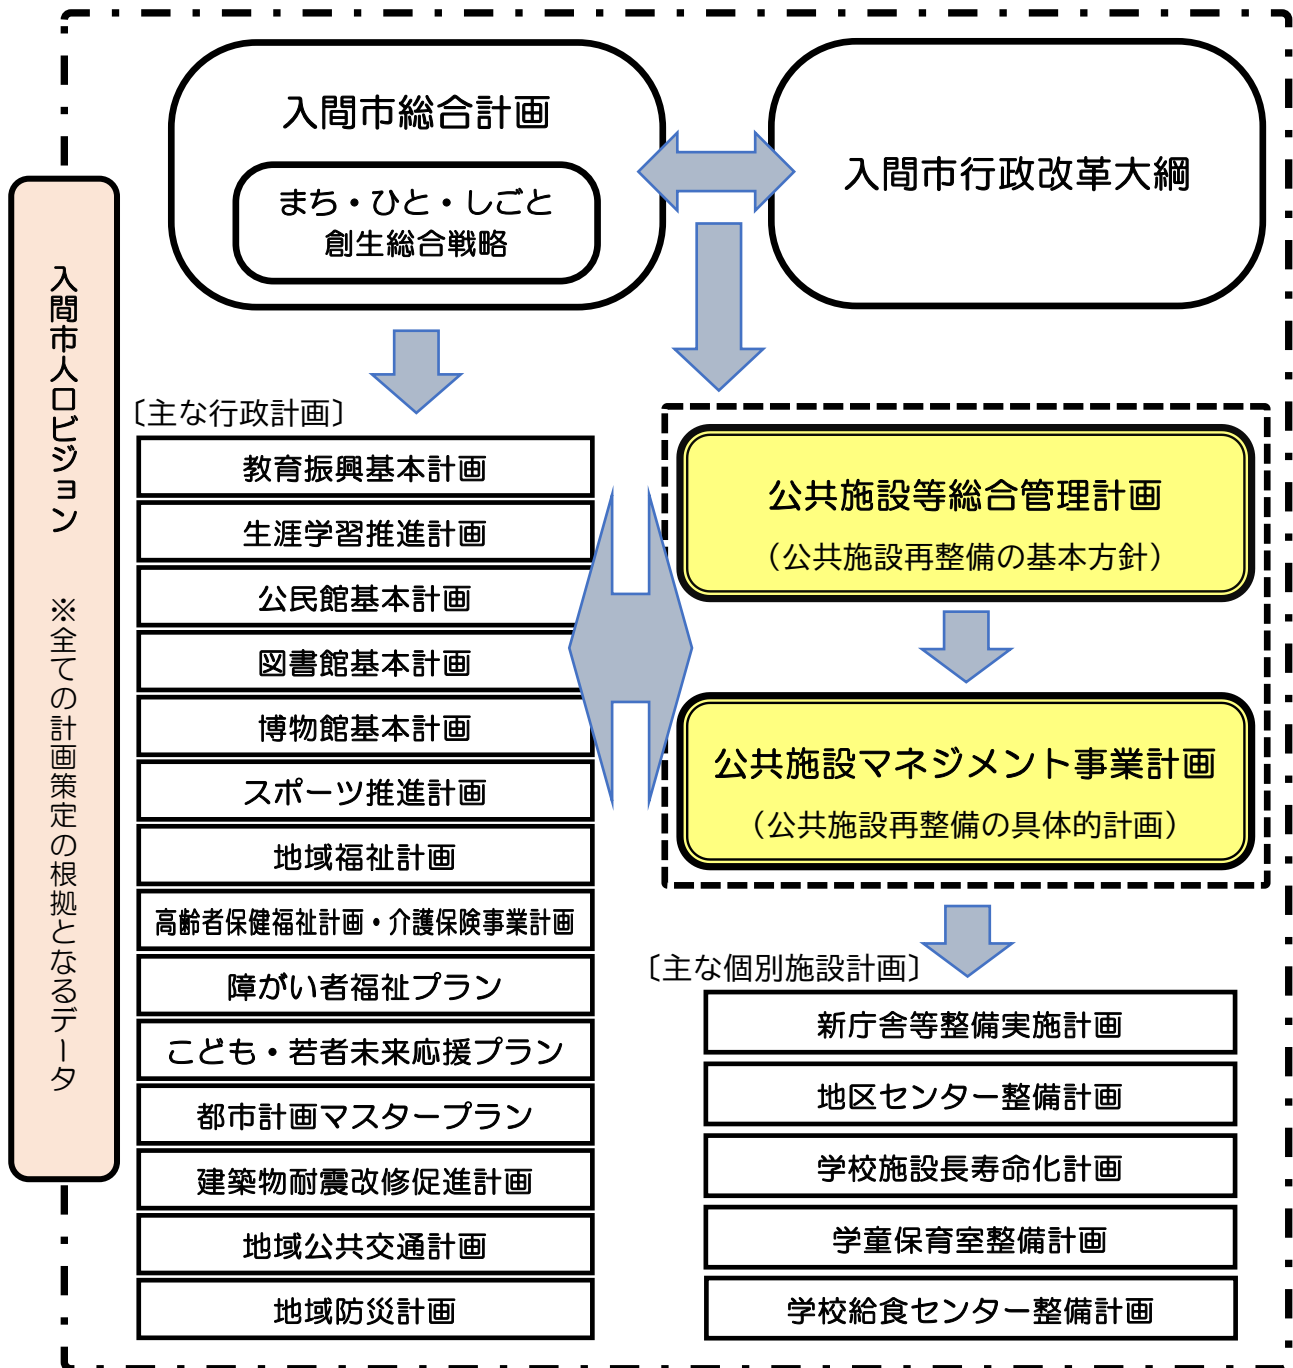 入間市総合計画
まち・ひと・しごと
創生総合戦略
入間市行政改革大綱
入間市人口ビジョン　※全ての計画策定の根拠となるデータ
〔主な行政計画〕
教育振興基本計画
生涯学習推進計画
公民館基本計画
図書館基本計画
博物館基本計画
スポーツ推進計画
地域福祉計画
高齢者保健福祉計画・介護保険事業計画
障がい者福祉プラン
こども・若者未来応援プラン
都市計画マスタープラン
建築物耐震改修促進計画
地域公共交通計画
地域防災計画
公共施設等総合管理計画
（公共施設再整備の基本方針）
公共施設マネジメント事業計画
（公共施設再整備の具体的計画）
〔主な個別施設計画〕
新庁舎等整備実施計画
地区センター整備計画
学校施設長寿命化計画
学童保育室整備計画
学校給食センター整備計画